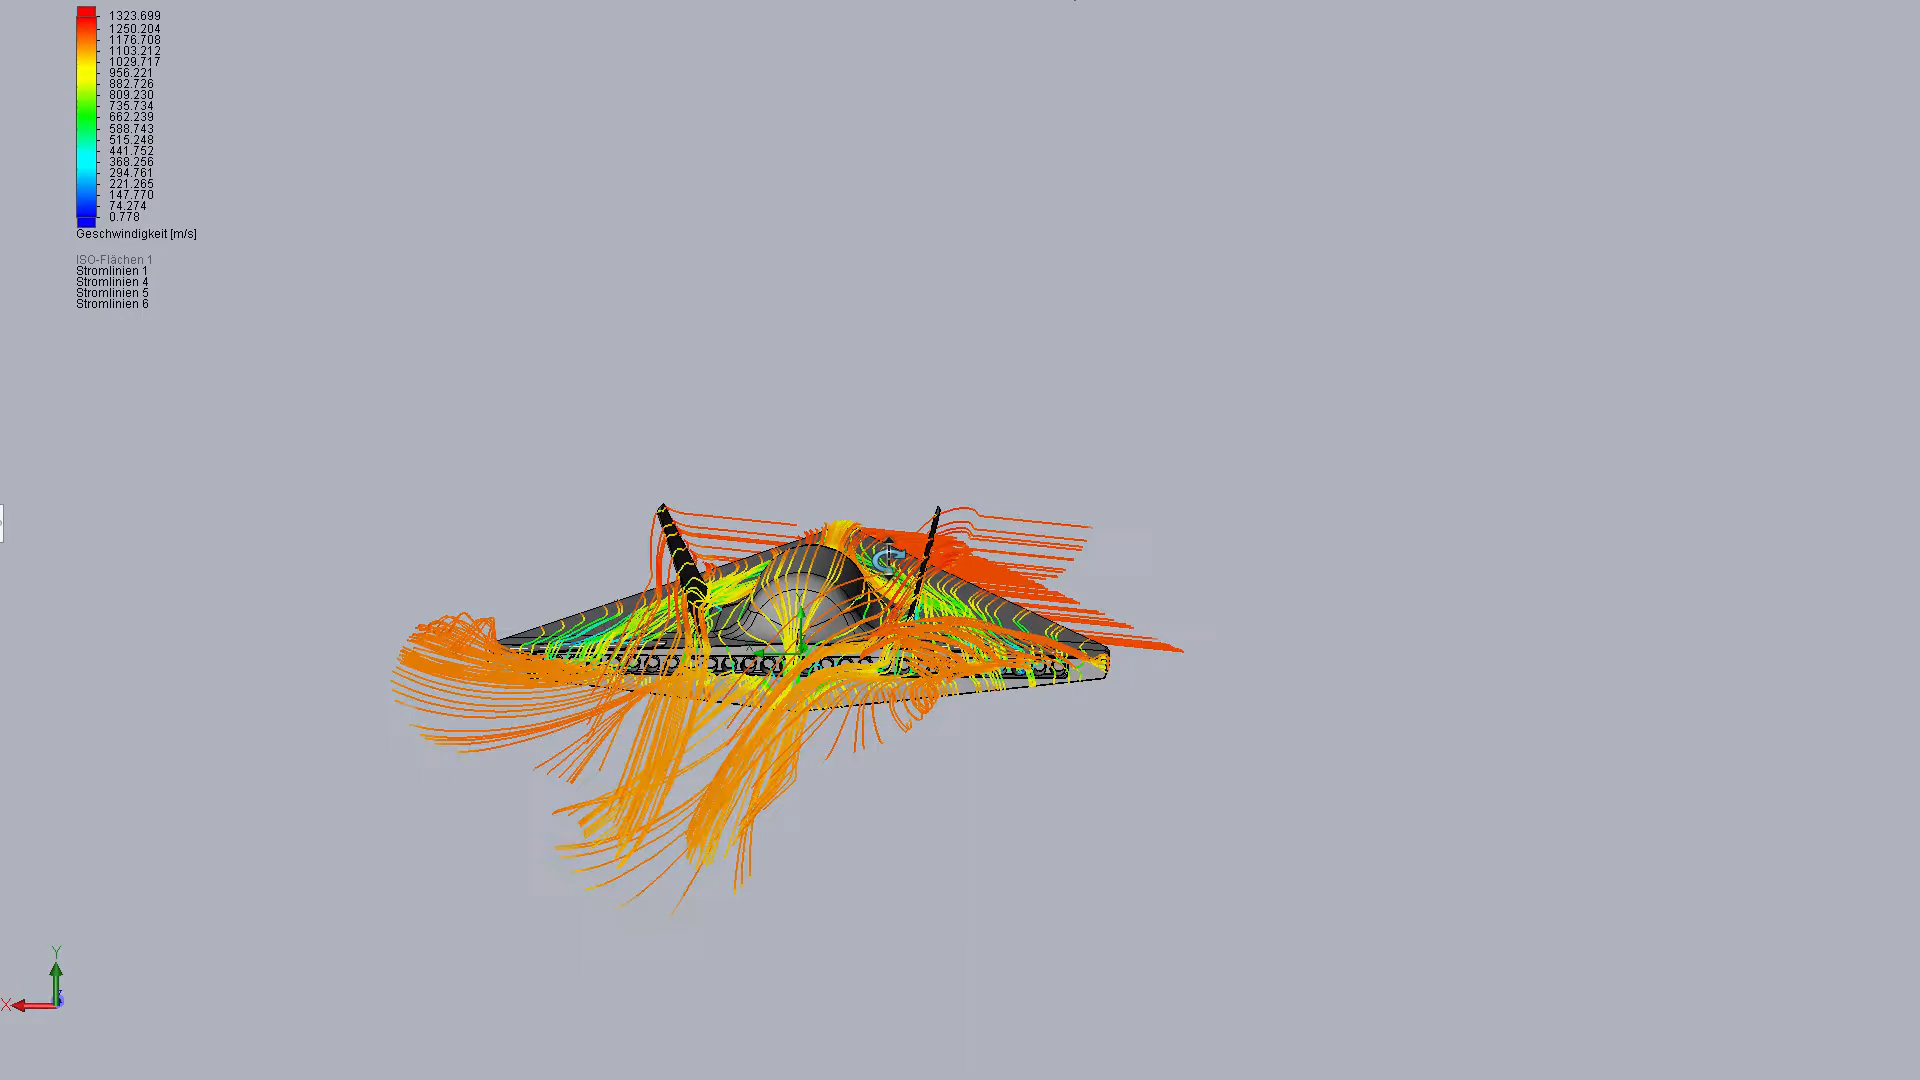 1323.699
1250.204
1176.708
1103.212
1029.717
956.221
882.726
809.230
735.734
662.239
588.743
515.248
441.752
368.256
294.761
221.265
147.770
74.274
0.778
Geschwindigkeit [m/s]
ISO-Flächen 1
Stromlinien 1
Stromlinien 4
Stromlinien 5
Stromlinien 6
Y
X